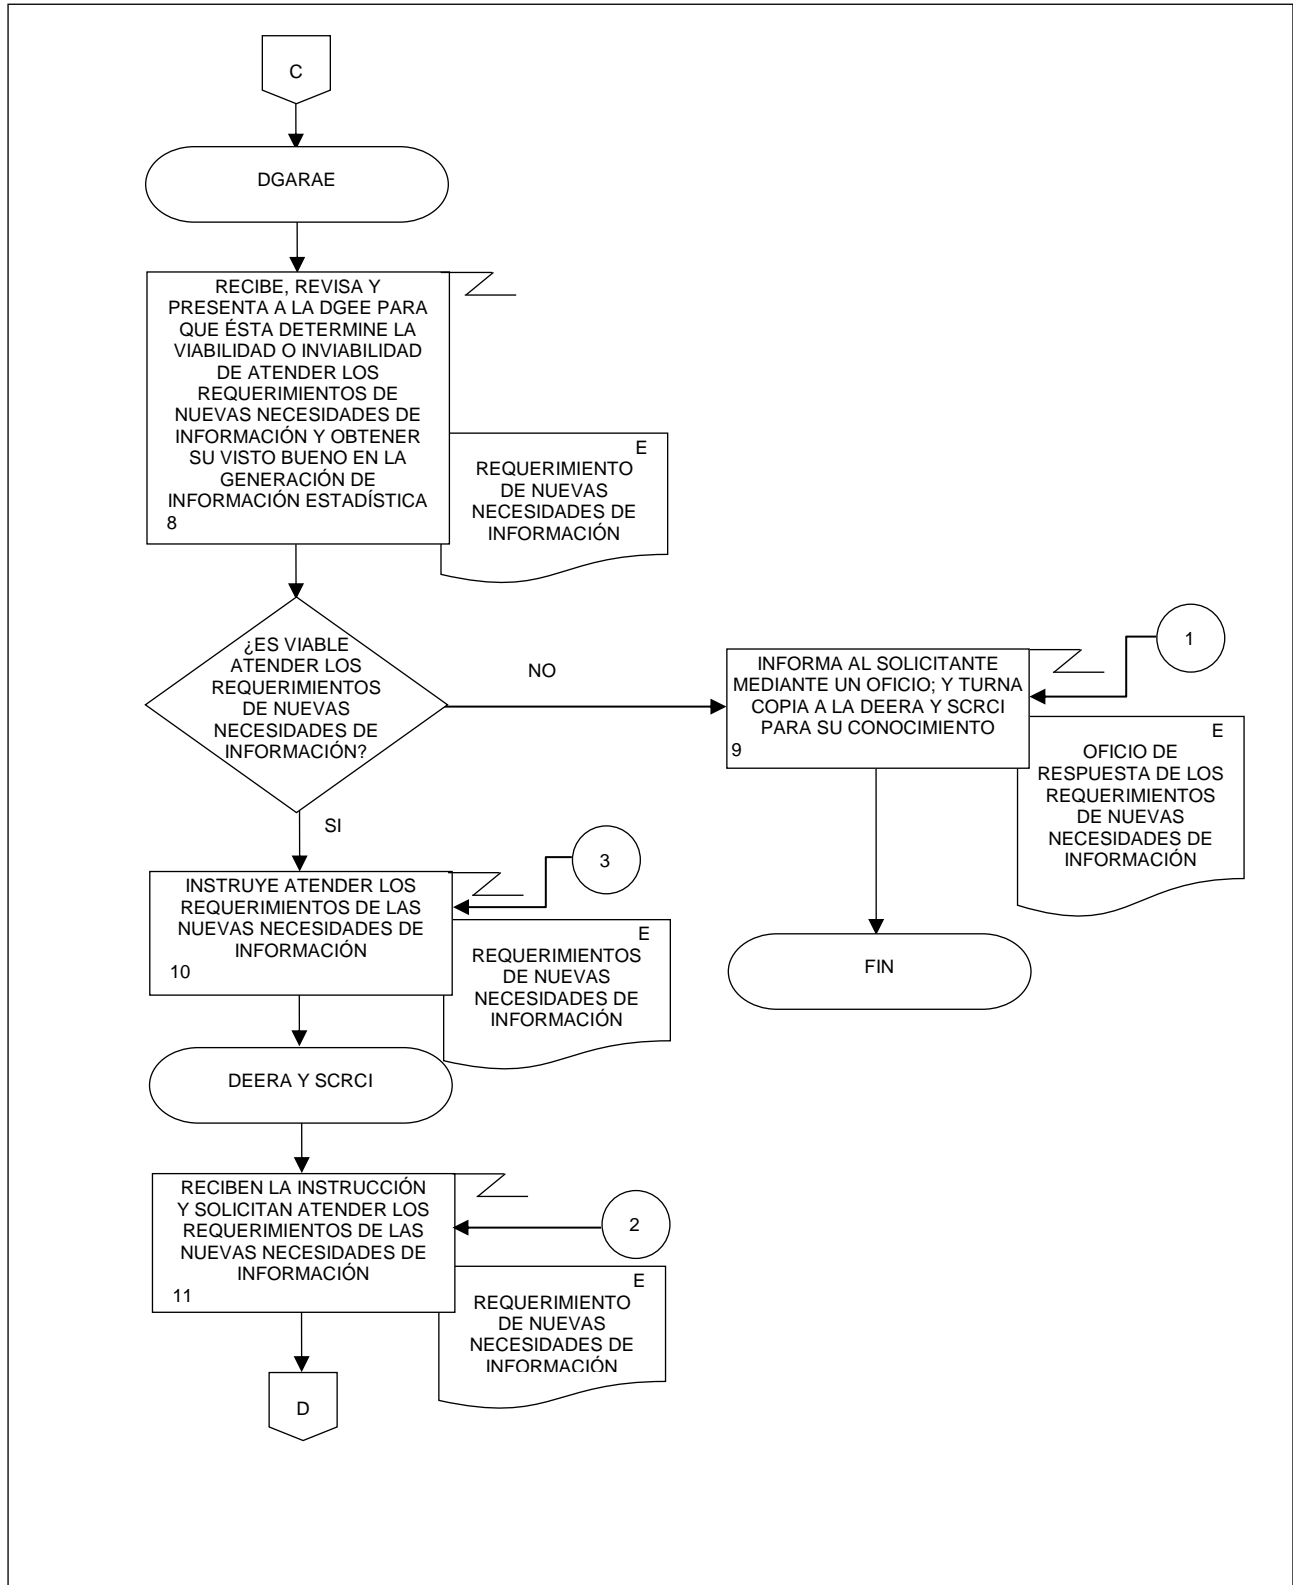 C
DGARAE
RECIBE, REVISA Y
PRESENTA A LA DGEE PARA
QUE ÉSTA DETERMINE LA
VIABILIDAD O INVIABILIDAD
DE ATENDER LOS
REQUERIMIENTOS DE
NUEVAS NECESIDADES DE
INFORMACIÓN Y OBTENER
SU VISTO BUENO EN LA
GENERACIÓN DE
INFORMACIÓN ESTADÍSTICA
8
E
REQUERIMIENTO
DE NUEVAS
NECESIDADES DE
INFORMACIÓN
¿ES VIABLE
ATENDER LOS
REQUERIMIENTOS
DE NUEVAS
NECESIDADES DE
INFORMACIÓN?
NO
1
INFORMA AL SOLICITANTE
MEDIANTE UN OFICIO; Y TURNA
COPIA A LA DEERA Y SCRCI
PARA SU CONOCIMIENTO
9
E
OFICIO DE
RESPUESTA DE LOS
REQUERIMIENTOS
DE NUEVAS
NECESIDADES DE
INFORMACIÓN
FIN
SI
3
INSTRUYE ATENDER LOS
REQUERIMIENTOS DE LAS
NUEVAS NECESIDADES DE
INFORMACIÓN
10
E
REQUERIMIENTOS
DE NUEVAS
NECESIDADES DE
INFORMACIÓN
DEERA Y SCRCI
RECIBEN LA INSTRUCCIÓN
Y SOLICITAN ATENDER LOS
REQUERIMIENTOS DE LAS
NUEVAS NECESIDADES DE
INFORMACIÓN
11
2
E
REQUERIMIENTO
DE NUEVAS
NECESIDADES DE
INFORMACIÓN
D